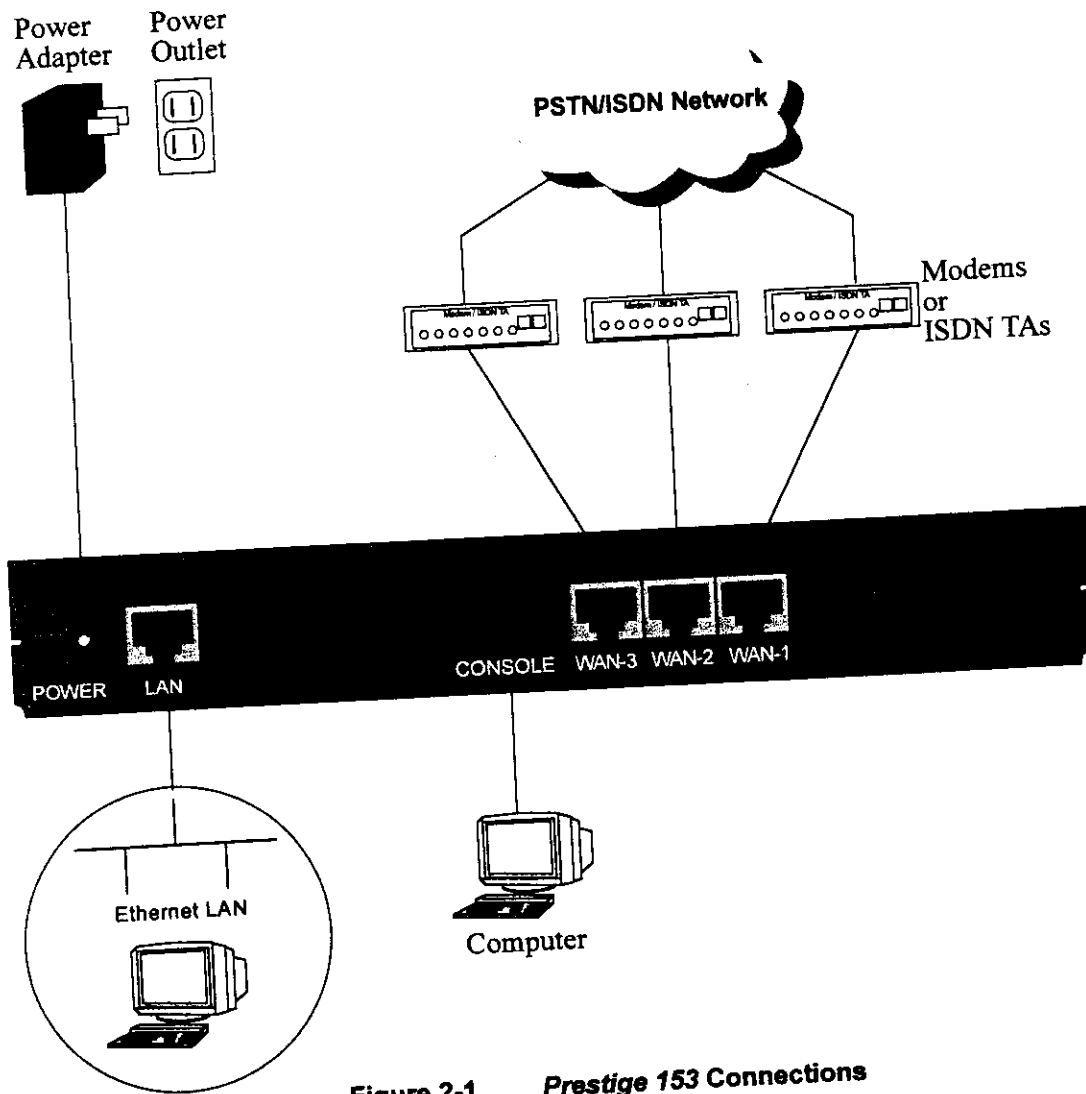 Power
Adapter
Power
Outlet
PSTN/ISDN Network
Modem / ISDN TA
Modem / ISDN TA
Modem / ISDN TA
Modems
or
ISDN TAs
POWER
LAN
CONSOLE
WAN-3
WAN-2
WAN-1
Ethernet LAN
Computer
Figure 2-1 Prestige 153 Connections